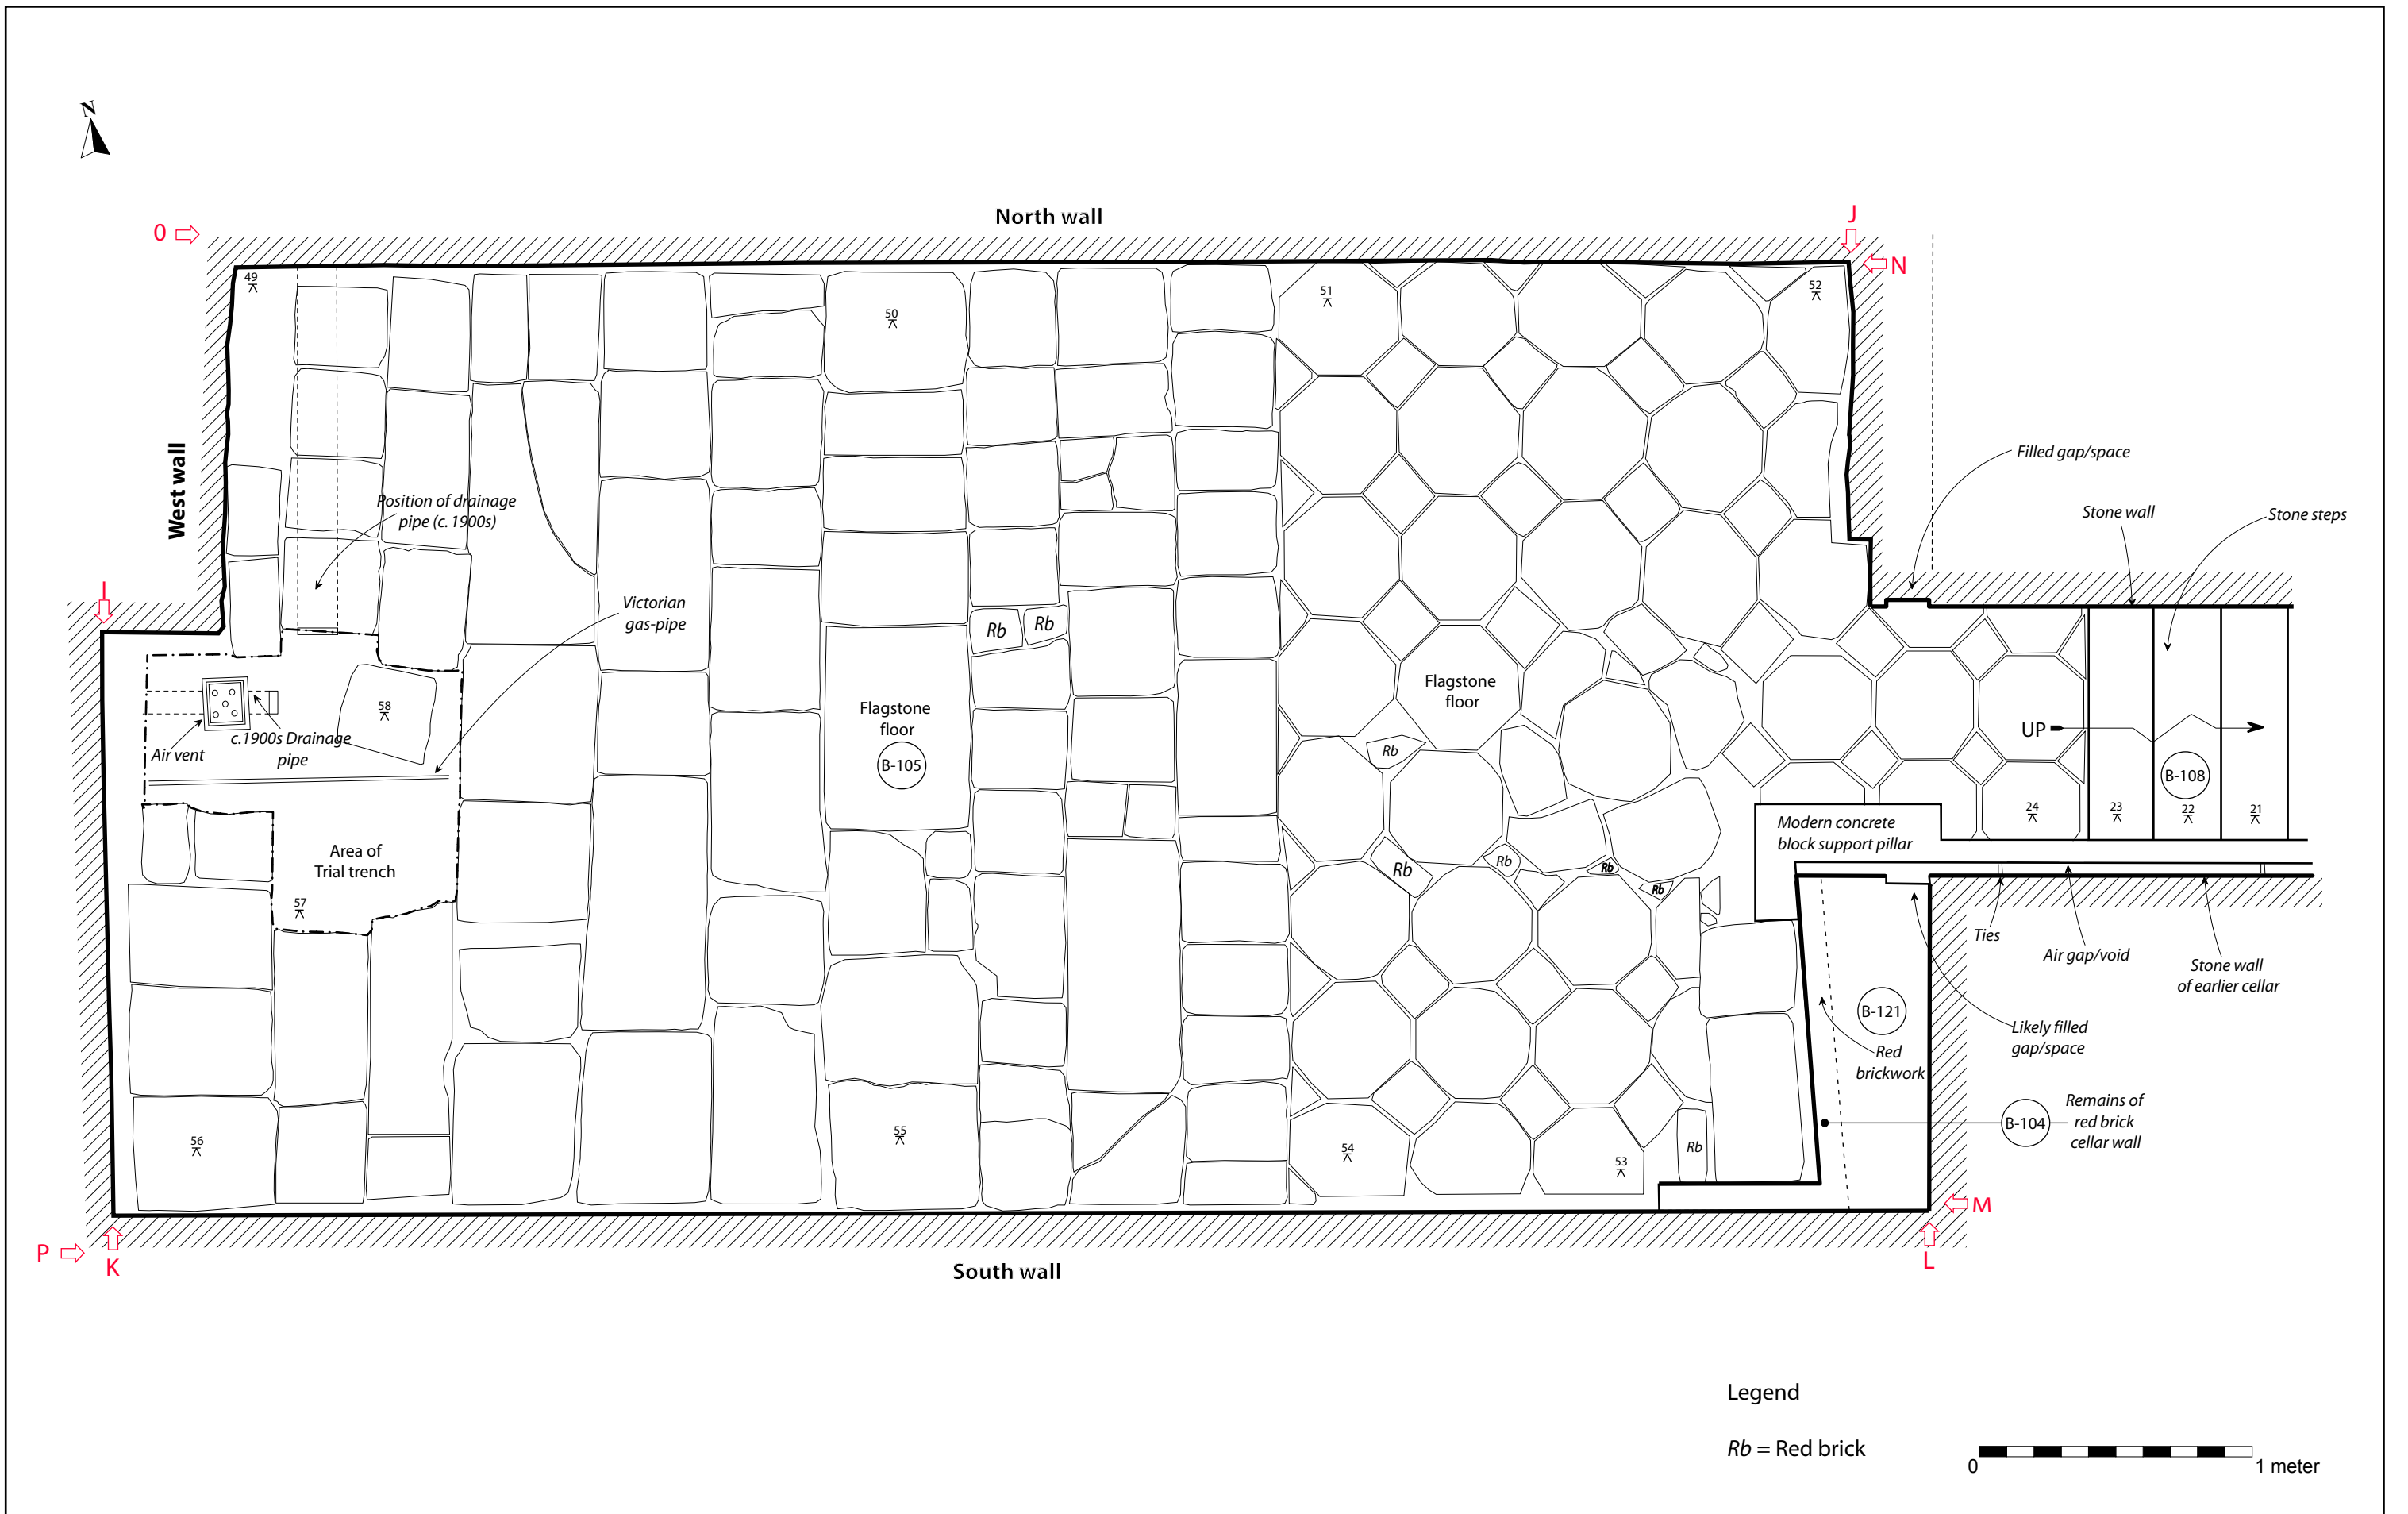 N
North wall
0
J
N
49
50
51
52
West wall
Position of drainage
pipe (c. 1900s)
Filled gap/space
Stone wall
Stone steps
I
Victorian
gas-pipe
Rb
Rb
58
Flagstone
floor
B-105
Flagstone
floor
Rb
Air vent
c.1900s Drainage
pipe
UP
B-108
24
23
22
21
Modern concrete
block support pillar
Area of
Trial trench
57
Rb
Rb
Rb
Rb
Ties
Air gap/void
Stone wall
of earlier cellar
B-121
Likely filled
gap/space
Red
brickwork
Remains of
red brick
cellar wall
B-104
56
55
54
53
Rb
M
P
K
L
South wall
Legend
Rb = Red brick
0
1 meter